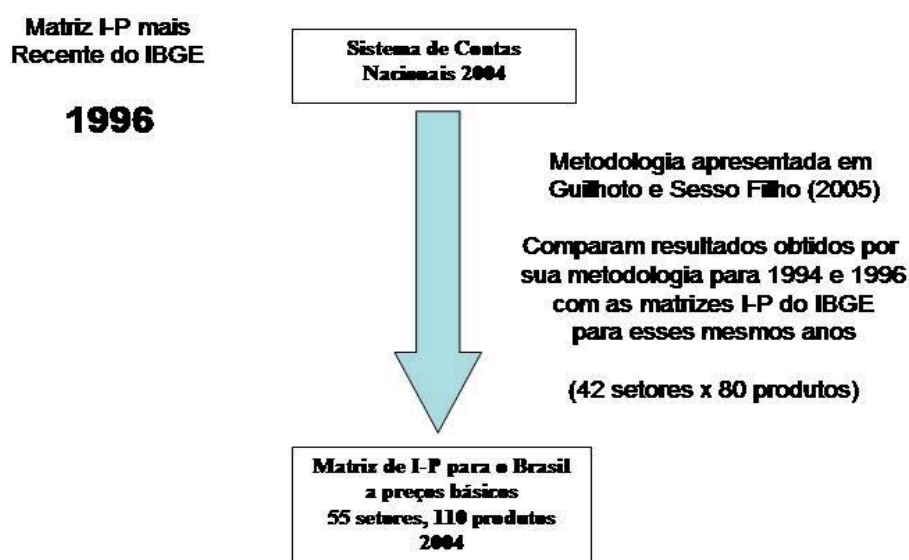 Matriz I-P mais
Recente do IBGE
1996
Sistema de Contas
Nacionais 2004
Metodologia apresentada em
Guilhoto e Sesso Filho (2005)
Comparam resultados obtidos por
sua metodologia para 1994 e 1996
com as matrizes I-P do IBGE
para esses mesmos anos
(42 setores x 80 produtos)
Matriz de I-P para o Brasil
a preços básicos
55 setores, 110 produtos
2004